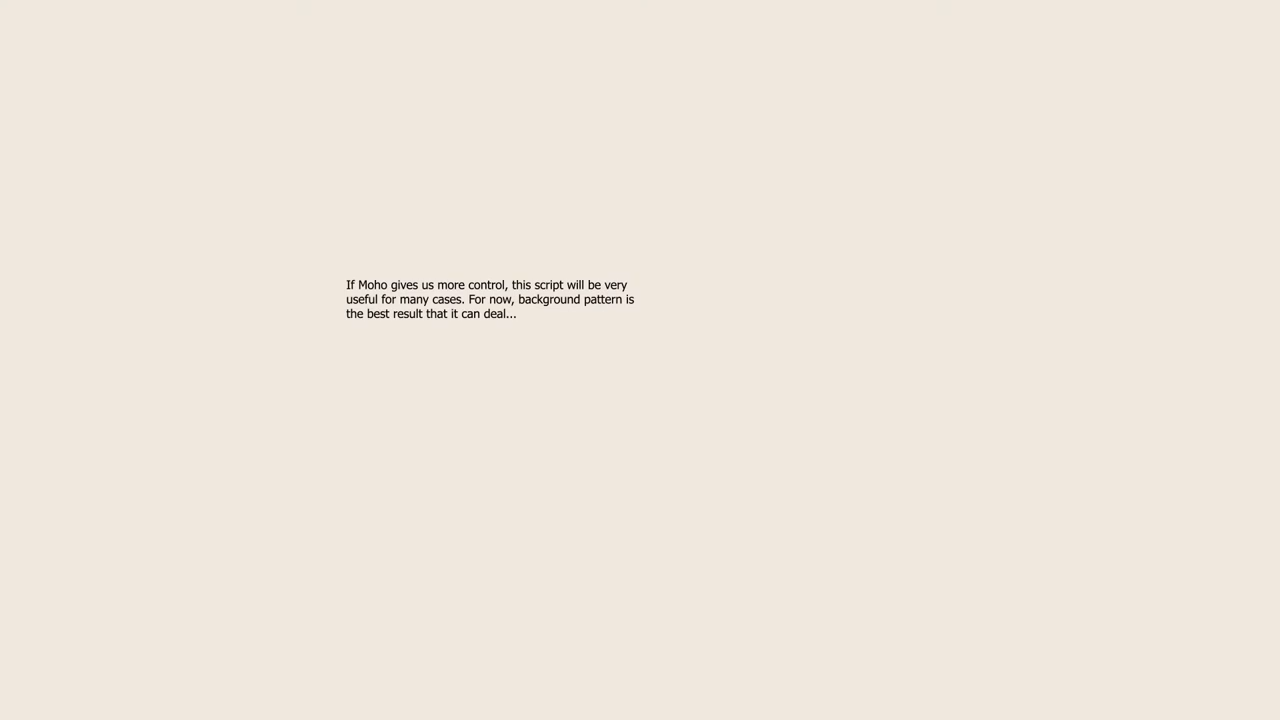 If Moho gives us more control, this script will be very
useful for many cases. For now, background pattern is
the best result that it can deal...